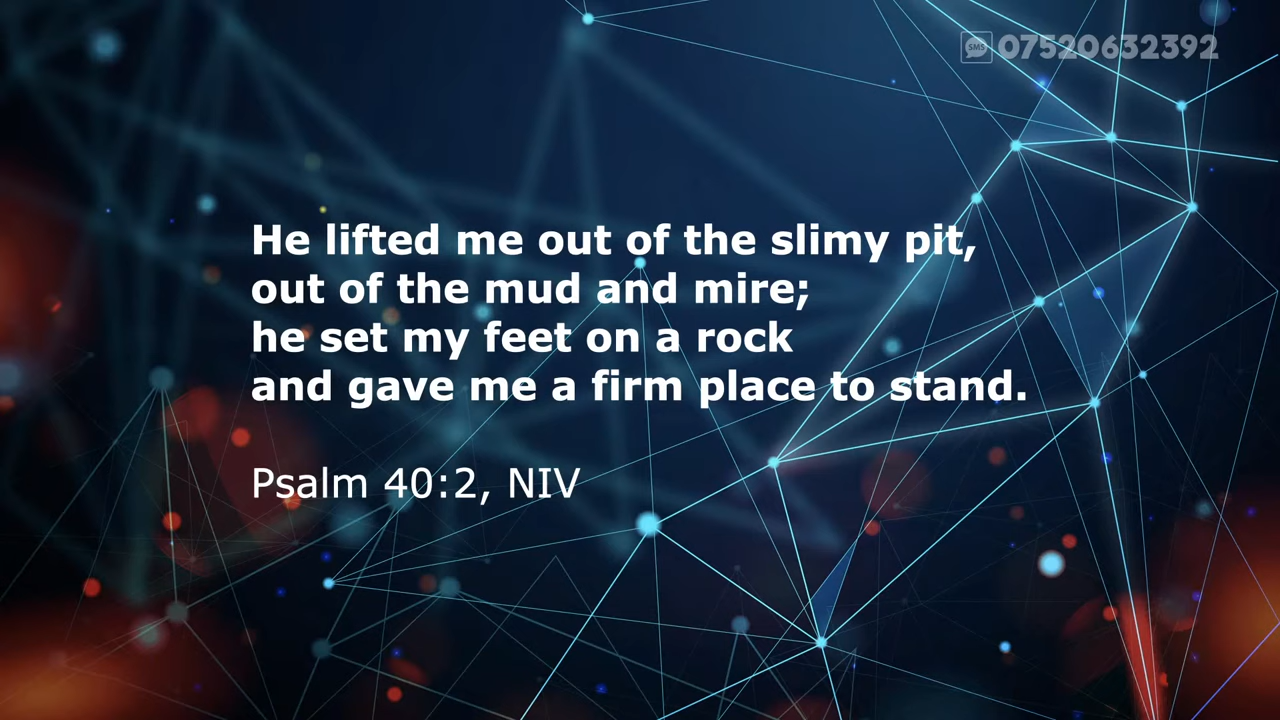 SMS 07520632392
He lifted me out of the slimy pit,
out of the mud and mire;
he set my feet on a rock
and gave me a firm place to stand.
Psalm 40:2, NIV